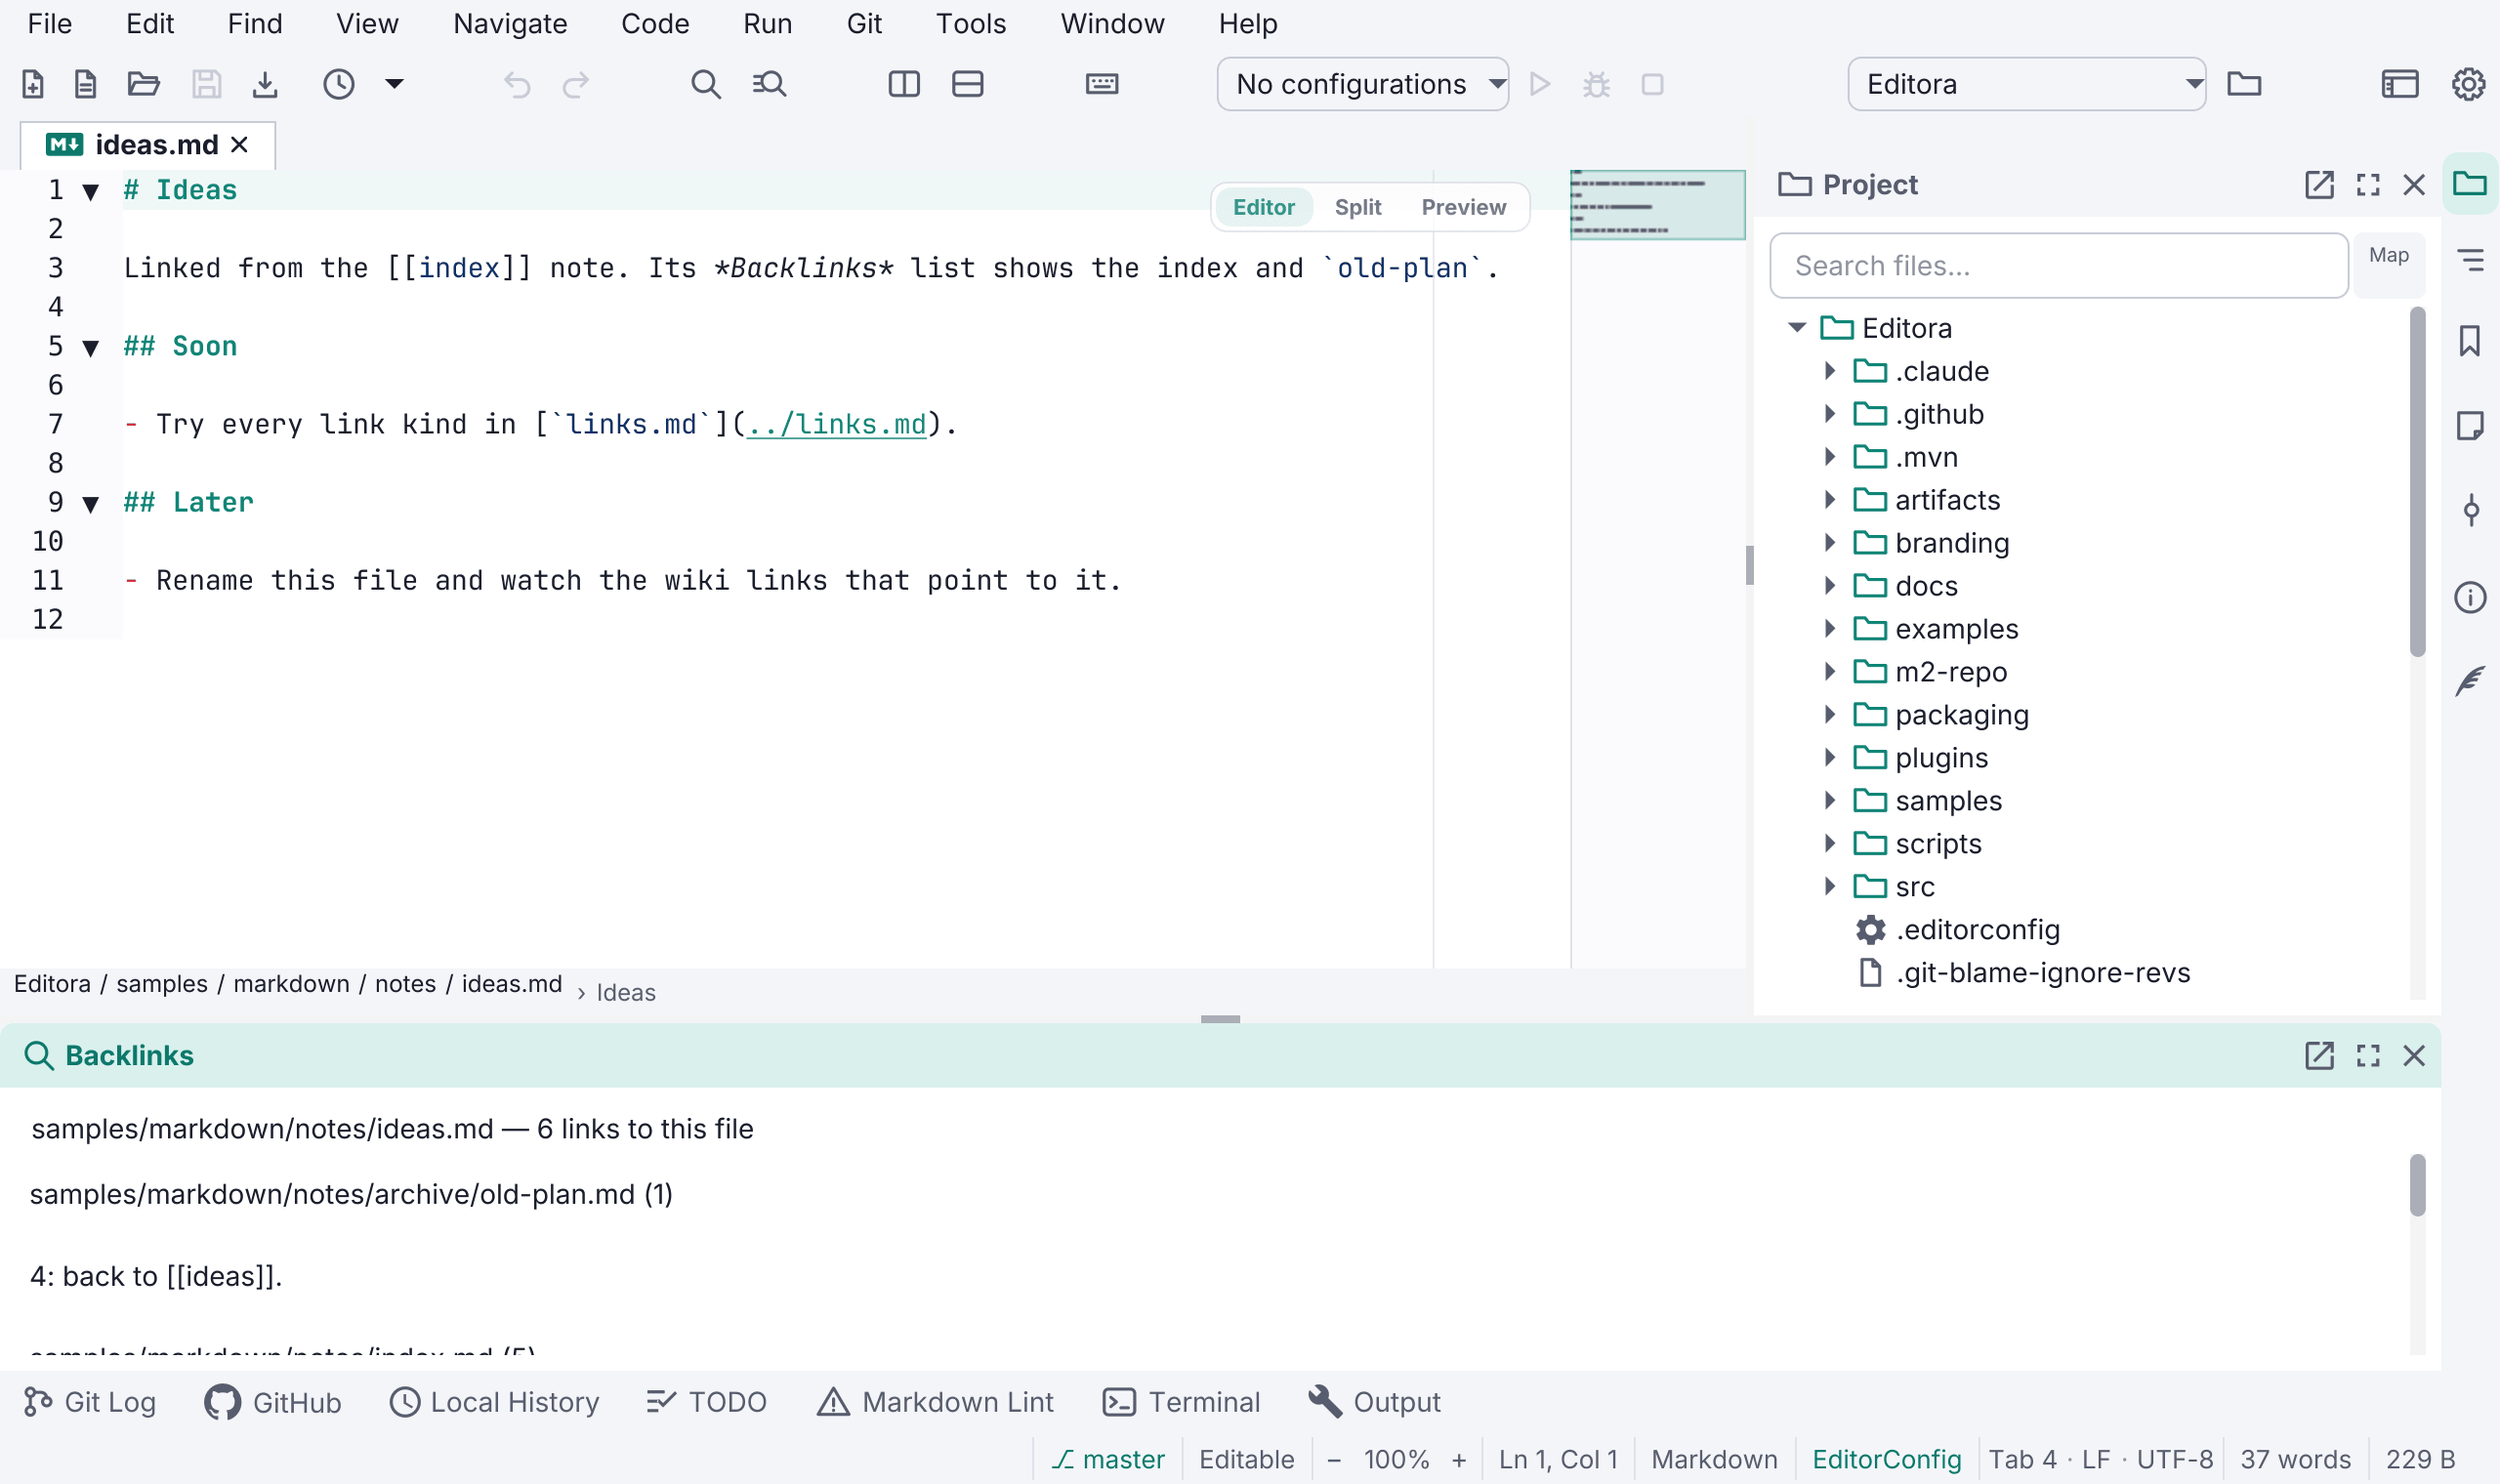 File Edit Find View Navigate Code Run Git Tools Window Help
No configurations
Editora
M ideas.md
1 # Ideas
2
3 Linked from the [[index]] note. Its *Backlinks* list shows the index and `old-plan`.
4
5 ## Soon
6
7 - Try every link kind in [`links.md`](../links.md).
8
9 ## Later
10
11 - Rename this file and watch the wiki links that point to it.
12
Editor Split Preview
Editora / samples / markdown / notes / ideas.md › Ideas
Project
Search files...
Map
Editora
.claude
.github
.mvn
artifacts
branding
docs
examples
m2-repo
packaging
plugins
samples
scripts
src
.editorconfig
.git-blame-ignore-revs
Backlinks
samples/markdown/notes/ideas.md — 6 links to this file
samples/markdown/notes/archive/old-plan.md (1)
4: back to [[ideas]].
samples/markdown/notes/index.md (5)
Git Log GitHub Local History TODO Markdown Lint Terminal Output
master Editable − 100% + Ln 1, Col 1 Markdown EditorConfig Tab 4 · LF · UTF-8 37 words 229 B